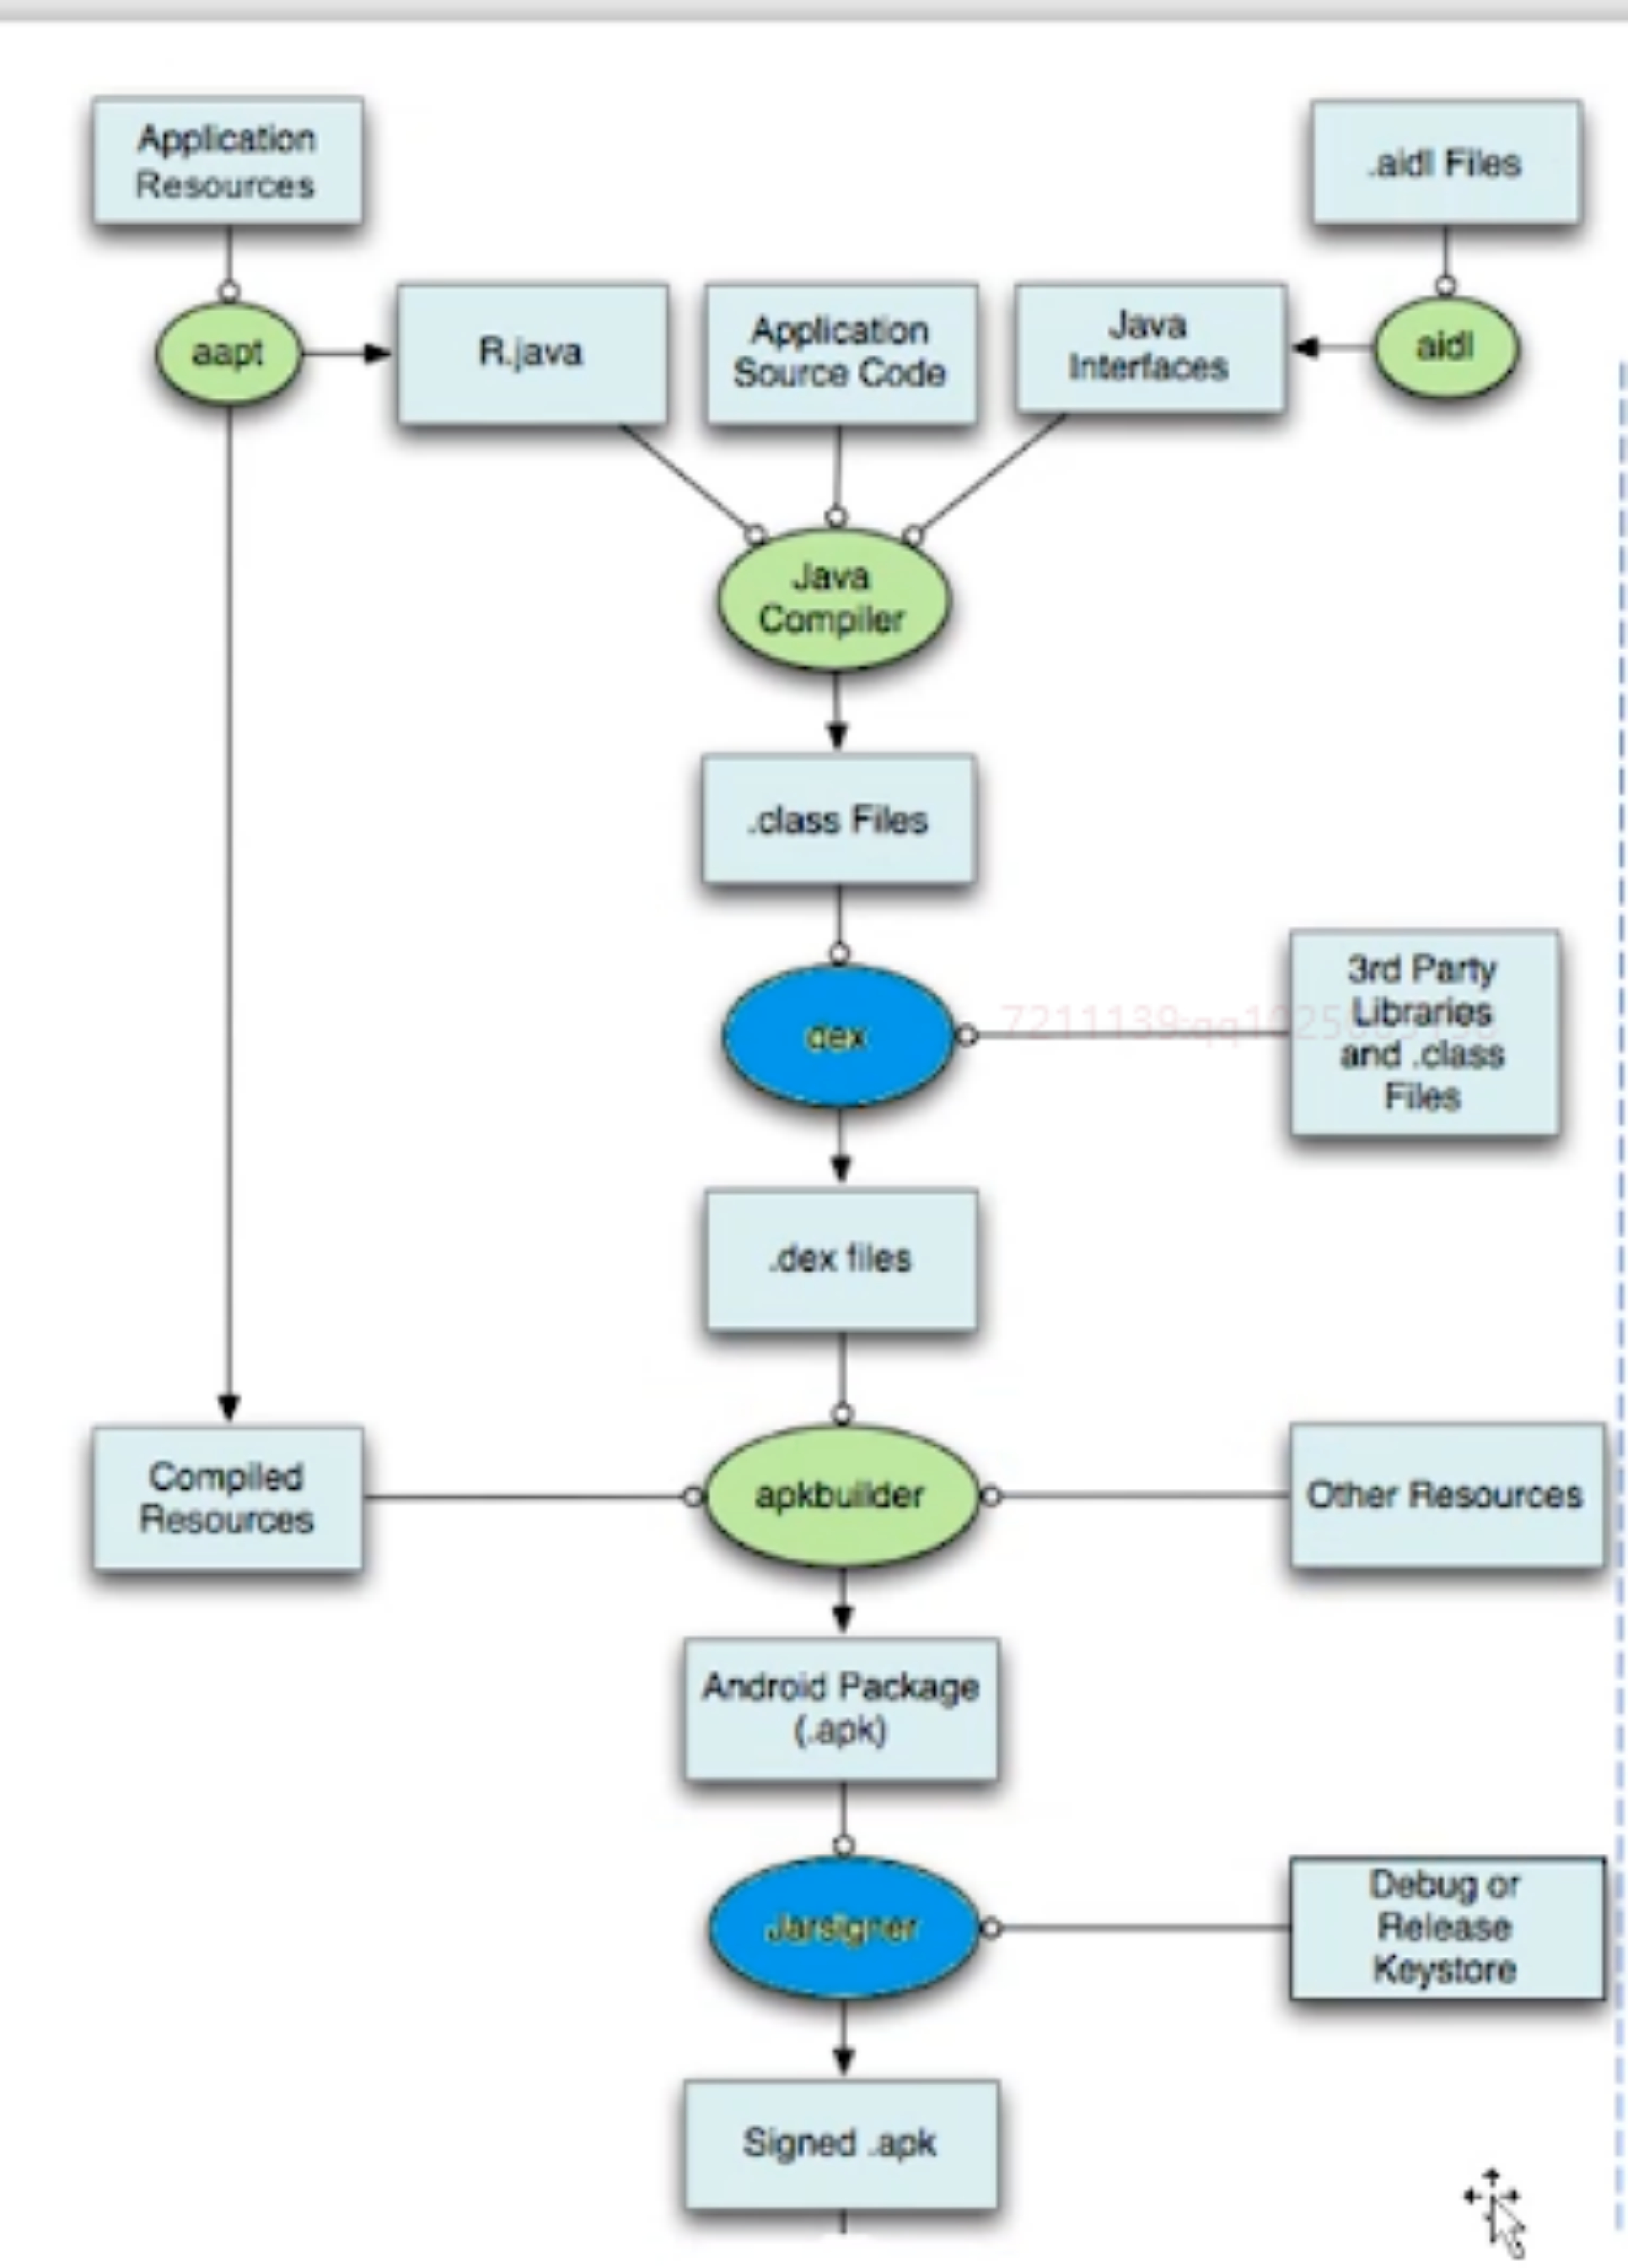 Application
Resources
.aidl Files
aapt
R.java
Application
Source Code
Java
Interfaces
aidl
Java
Compiler
.class Files
dex
3rd Party
Libraries
and .class
Files
.dex files
Compiled
Resources
apkbuilder
Other Resources
Android Package
(.apk)
Jarsigner
Debug or
Release
Keystore
Signed .apk